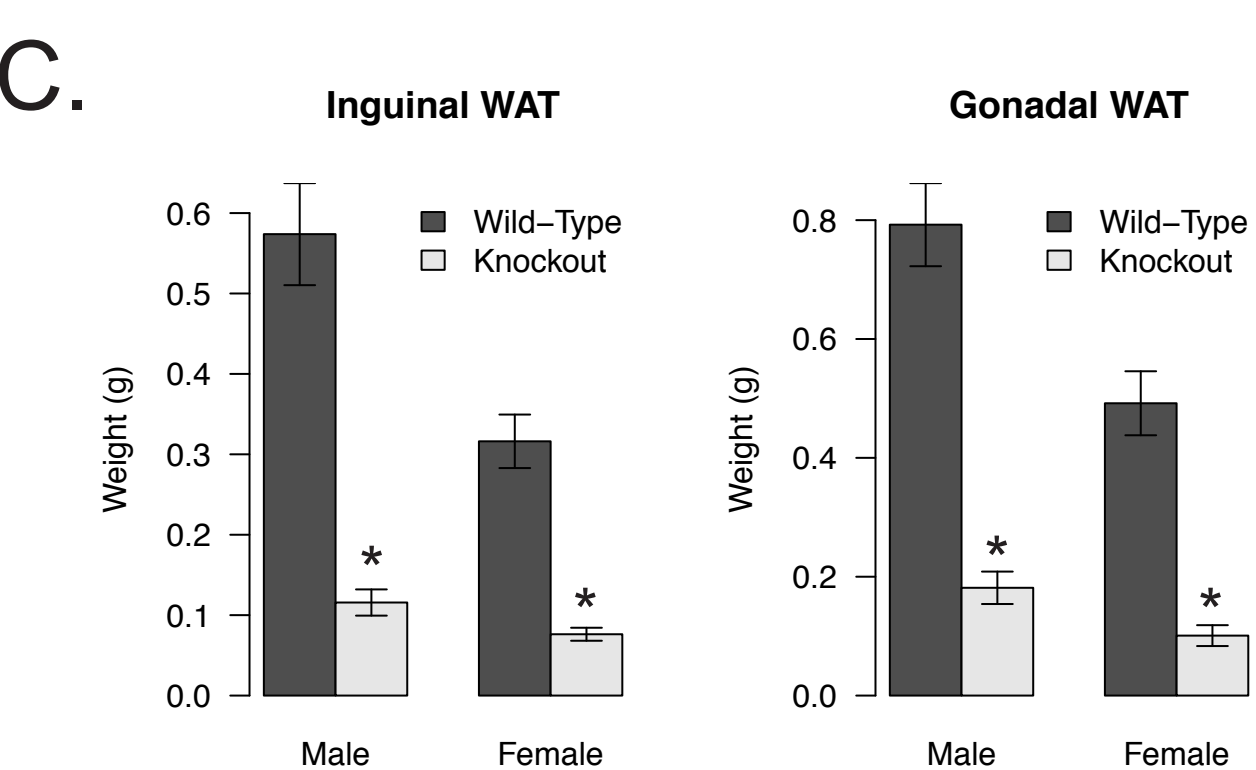 C.
Inguinal WAT
Weight (g)
0.6
0.5
0.4
0.3
0.2
0.1
0.0
Wild–Type
Knockout
*
*
Male
Female
Gonadal WAT
Weight (g)
0.8
0.6
0.4
0.2
0.0
Wild–Type
Knockout
*
*
Male
Female